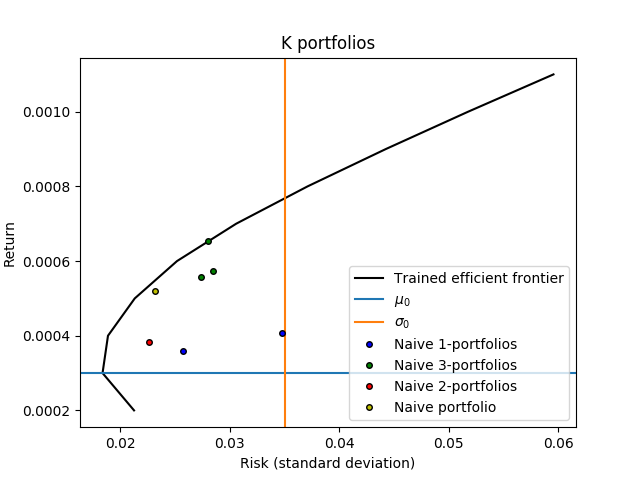 K portfolios
Return
0.0010
0.0008
0.0006
0.0004
0.0002
Trained efficient frontier
μ₀
σ₀
Naive 1-portfolios
Naive 3-portfolios
Naive 2-portfolios
Naive portfolio
0.02 0.03 0.04 0.05 0.06
Risk (standard deviation)